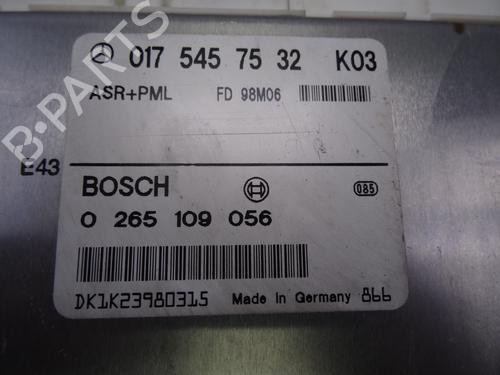 017 545 75 32 K03
ASR+PML FD 98M06
E43
BOSCH 085
0 265 109 056
DK1K23980315 Made in Germany 866
B-PARTS